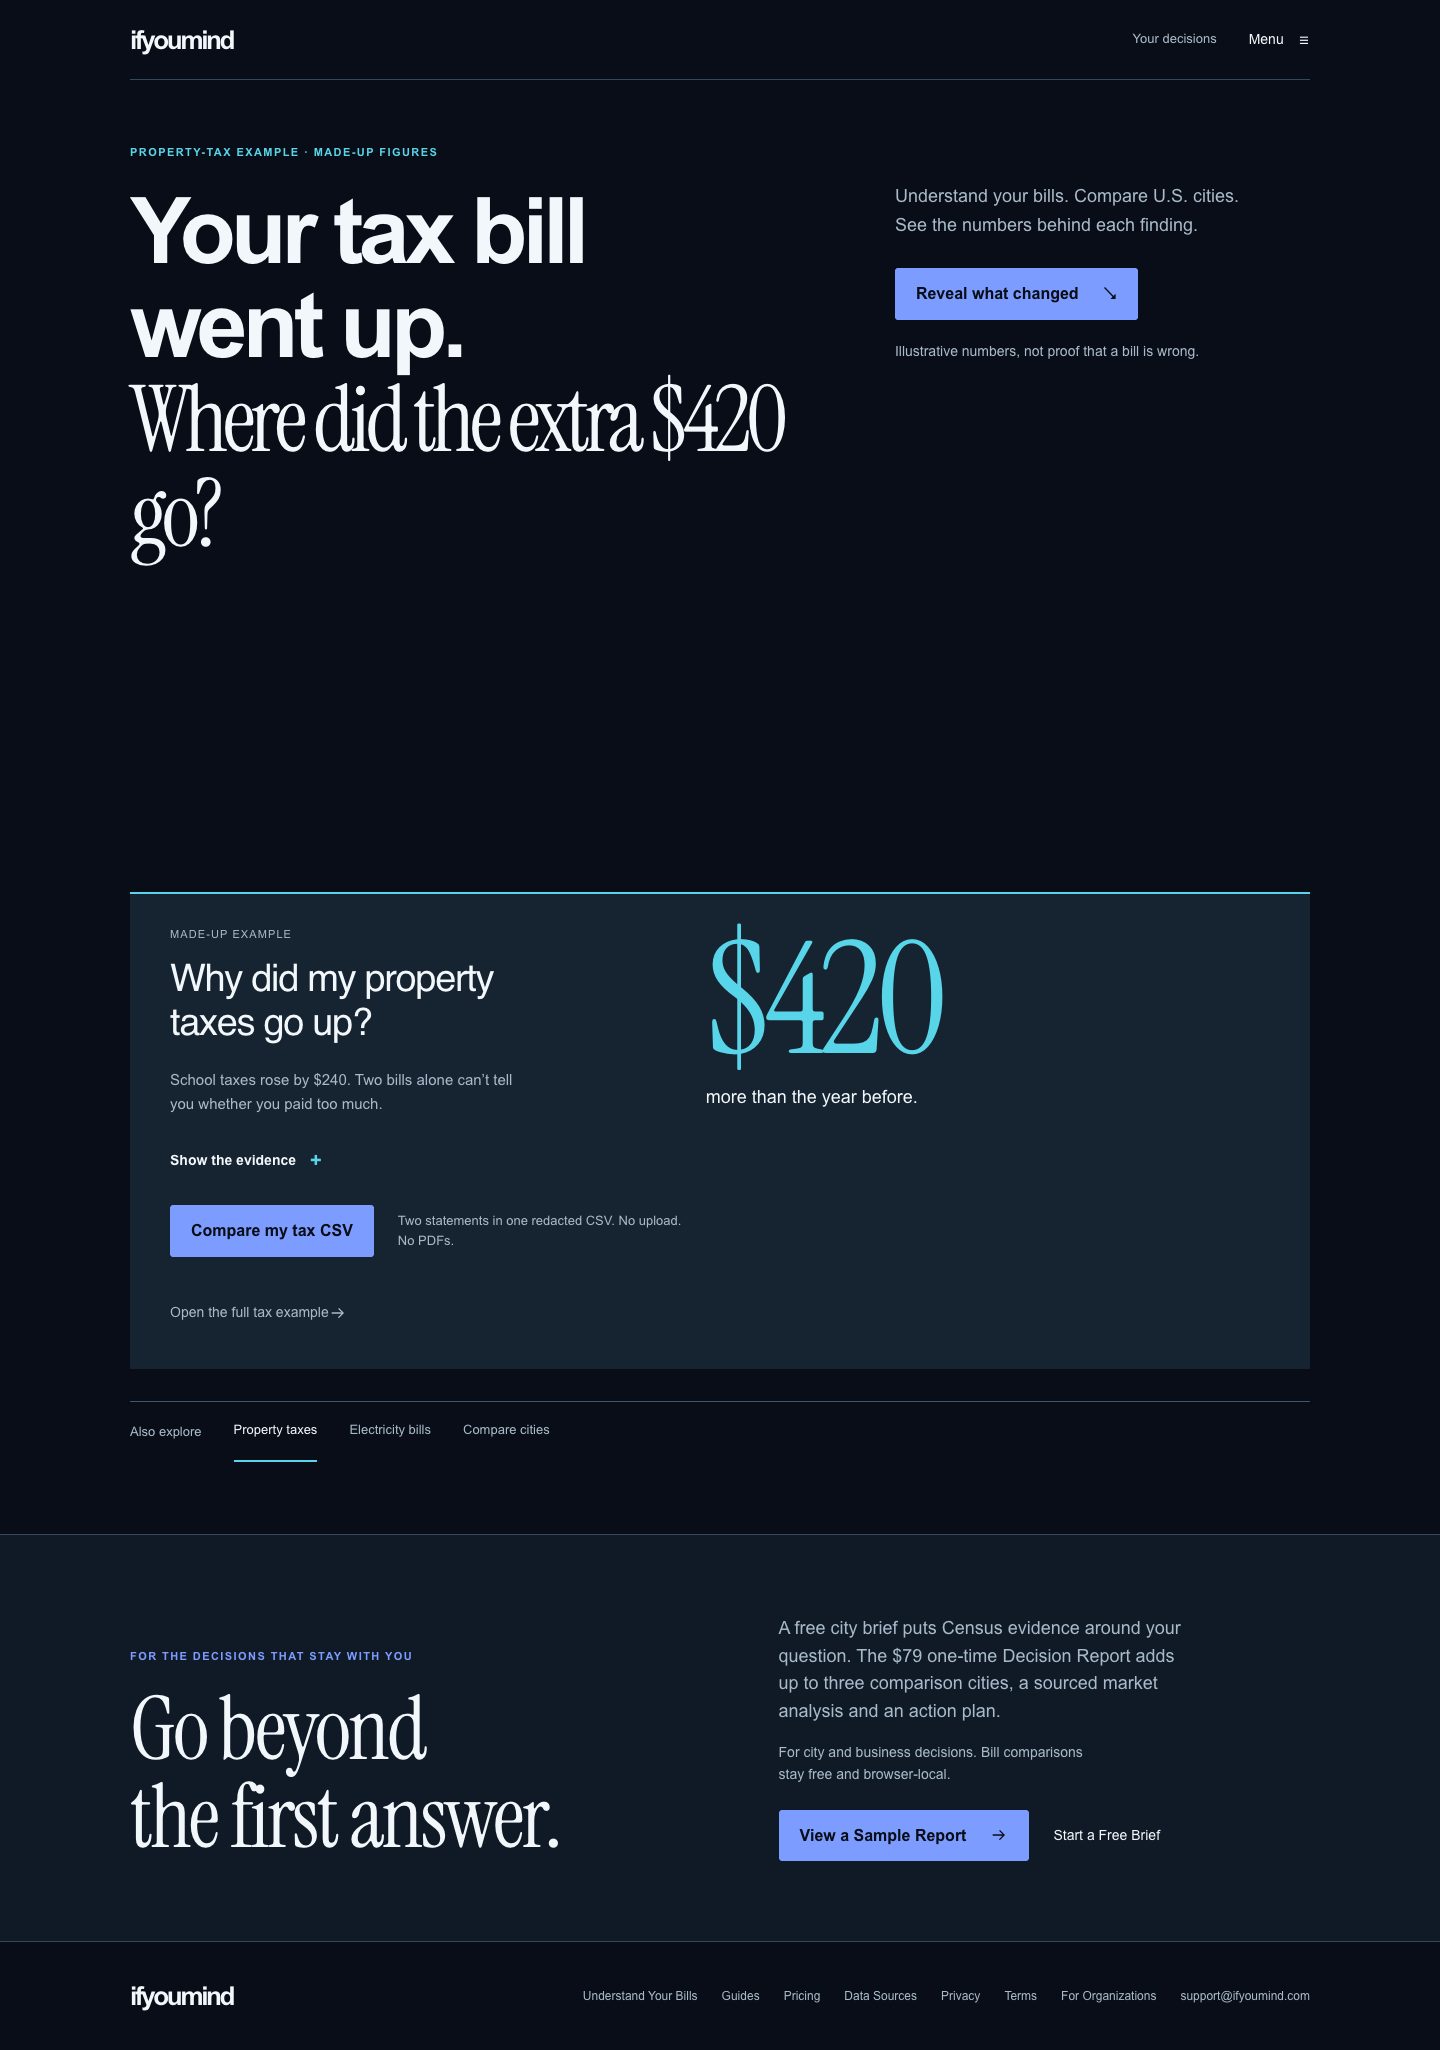 ifyoumind
Your decisions
Menu
PROPERTY-TAX EXAMPLE · MADE-UP FIGURES
Your tax bill
went up.
Where did the extra $420
go?
Understand your bills. Compare U.S. cities.
See the numbers behind each finding.
Reveal what changed ↘
Illustrative numbers, not proof that a bill is wrong.
MADE-UP EXAMPLE
Why did my property
taxes go up?
School taxes rose by $240. Two bills alone can’t tell
you whether you paid too much.
Show the evidence +
Compare my tax CSV
Two statements in one redacted CSV. No upload.
No PDFs.
Open the full tax example →
$420
more than the year before.
Also explore
Property taxes
Electricity bills
Compare cities
FOR THE DECISIONS THAT STAY WITH YOU
Go beyond
the first answer.
A free city brief puts Census evidence around your
question. The $79 one-time Decision Report adds
up to three comparison cities, a sourced market
analysis and an action plan.
For city and business decisions. Bill comparisons
stay free and browser-local.
View a Sample Report →
Start a Free Brief
ifyoumind
Understand Your Bills
Guides
Pricing
Data Sources
Privacy
Terms
For Organizations
support@ifyoumind.com